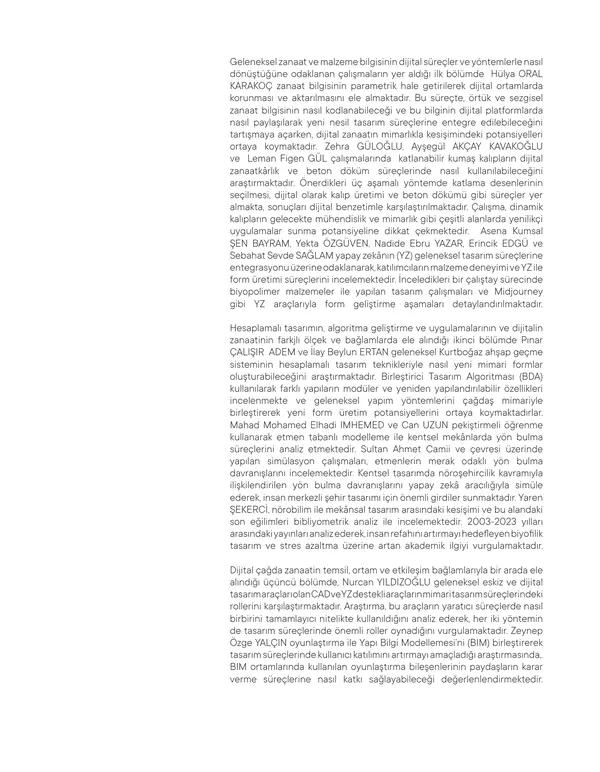 Geleneksel zanaat ve malzeme bilgisinin dijital süreçler ve yöntemlerle nasıl
dönüştüğüne odaklanan çalışmaların yer aldığı ilk bölümde Hülya ORAL
KARAKOÇ zanaat bilgisinin parametrik hale getirilerek dijital ortamlarda
korunması ve aktarılmasını ele almaktadır. Bu süreçte, örtük ve sezgisel
zanaat bilgisinin nasıl kodlanabileceği ve bu bilginin dijital platformlarda
nasıl paylaşılarak yeni nesil tasarım süreçlerine entegre edilebileceğini
tartışmaya açarken, dijital zanaatın mimarlıkla kesişimindeki potansiyelleri
ortaya koymaktadır. Zehra GÜLOĞLU, Ayşegül AKÇAY KAVAKOĞLU
ve Leman Figen GÜL çalışmalarında katlanabilir kumaş kalıpların dijital
zanaatkârlık ve beton döküm süreçlerinde nasıl kullanılabileceğini
araştırmaktadır. Önerdikleri üç aşamalı yöntemde katlama desenlerinin
seçilmesi, dijital olarak kalıp üretimi ve beton dökümü gibi süreçler yer
almakta, sonuçları dijital benzetimle karşılaştırılmaktadır. Çalışma, dinamik
kalıpların gelecekte mühendislik ve mimarlık gibi çeşitli alanlarda yenilikçi
uygulamalar sunma potansiyeline dikkat çekmektedir. Asena Kumsal
ŞEN BAYRAM, Yekta ÖZGÜVEN, Nadide Ebru YAZAR, Erincik EDGÜ ve
Sebahat Sevde SAĞLAM yapay zekânın (YZ) geleneksel tasarım süreçlerine
entegrasyonu üzerine odaklanarak, katılımcıların malzeme deneyimi ve YZ ile
form üretimi süreçlerini incelemektedir. İnceledikleri bir çalıştay sürecinde
biyopolimer malzemeler ile yapılan tasarım çalışmaları ve Midjourney
gibi YZ araçlarıyla form geliştirme aşamaları detaylandırılmaktadır.

Hesaplamalı tasarımın, algoritma geliştirme ve uygulamalarının ve dijitalin
zanaatinin farkjlı ölçek ve bağlamlarda ele alındığı ikinci bölümde Pınar
ÇALIŞIR ADEM ve İlay Beylun ERTAN geleneksel Kurtboğaz ahşap geçme
sisteminin hesaplamalı tasarım teknikleriyle nasıl yeni mimari formlar
oluşturabileceğini araştırmaktadır. Birleştirici Tasarım Algoritması (BDA)
kullanılarak farklı yapıların modüler ve yeniden yapılandırılabilir özellikleri
incelenmekte ve geleneksel yapım yöntemlerini çağdaş mimariyle
birleştirerek yeni form üretim potansiyellerini ortaya koymaktadırlar.
Mahad Mohamed Elhadi IMHEMED ve Can UZUN pekiştirmeli öğrenme
kullanarak etmen tabanlı modelleme ile kentsel mekânlarda yön bulma
süreçlerini analiz etmektedir. Sultan Ahmet Camii ve çevresi üzerinde
yapılan simülasyon çalışmaları, etmenlerin merak odaklı yön bulma
davranışlarını incelemektedir. Kentsel tasarımda nöroşehircilik kavramıyla
ilişkilendirilen yön bulma davranışlarını yapay zekâ aracılığıyla simüle
ederek, insan merkezli şehir tasarımı için önemli girdiler sunmaktadır. Yaren
ŞEKERCİ, nörobilim ile mekânsal tasarım arasındaki kesişimi ve bu alandaki
son eğilimleri bibliyometrik analiz ile incelemektedir. 2003-2023 yılları
arasındaki yayınları analiz ederek, insan refahını artırmayı hedefleyen biyofilik
tasarım ve stres azaltma üzerine artan akademik ilgiyi vurgulamaktadır.

Dijital çağda zanaatin temsil, ortam ve etkileşim bağlamlarıyla bir arada ele
alındığı üçüncü bölümde, Nurcan YILDIZOĞLU geleneksel eskiz ve dijital
tasarım araçları olan CAD ve YZ destekli araçların mimari tasarım süreçlerindeki
rollerini karşılaştırmaktadır. Araştırma, bu araçların yaratıcı süreçlerde nasıl
birbirini tamamlayıcı nitelikte kullanıldığını analiz ederek, her iki yöntemin
de tasarım süreçlerinde önemli roller oynadığını vurgulamaktadır. Zeynep
Özge YALÇIN oyunlaştırma ile Yapı Bilgi Modellemesi'ni (BIM) birleştirerek
tasarım süreçlerinde kullanıcı katılımını artırmayı amaçladığı araştırmasında,.
BIM ortamlarında kullanılan oyunlaştırma bileşenlerinin paydaşların karar
verme süreçlerine nasıl katkı sağlayabileceği değerlenlendirmektedir.